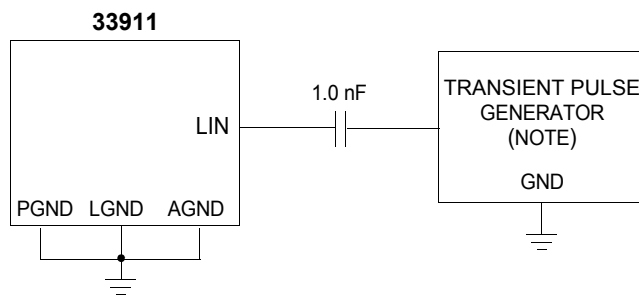 33911
1.0 nF
TRANSIENT PULSE
GENERATOR
(NOTE)
LIN
GND
PGND LGND AGND